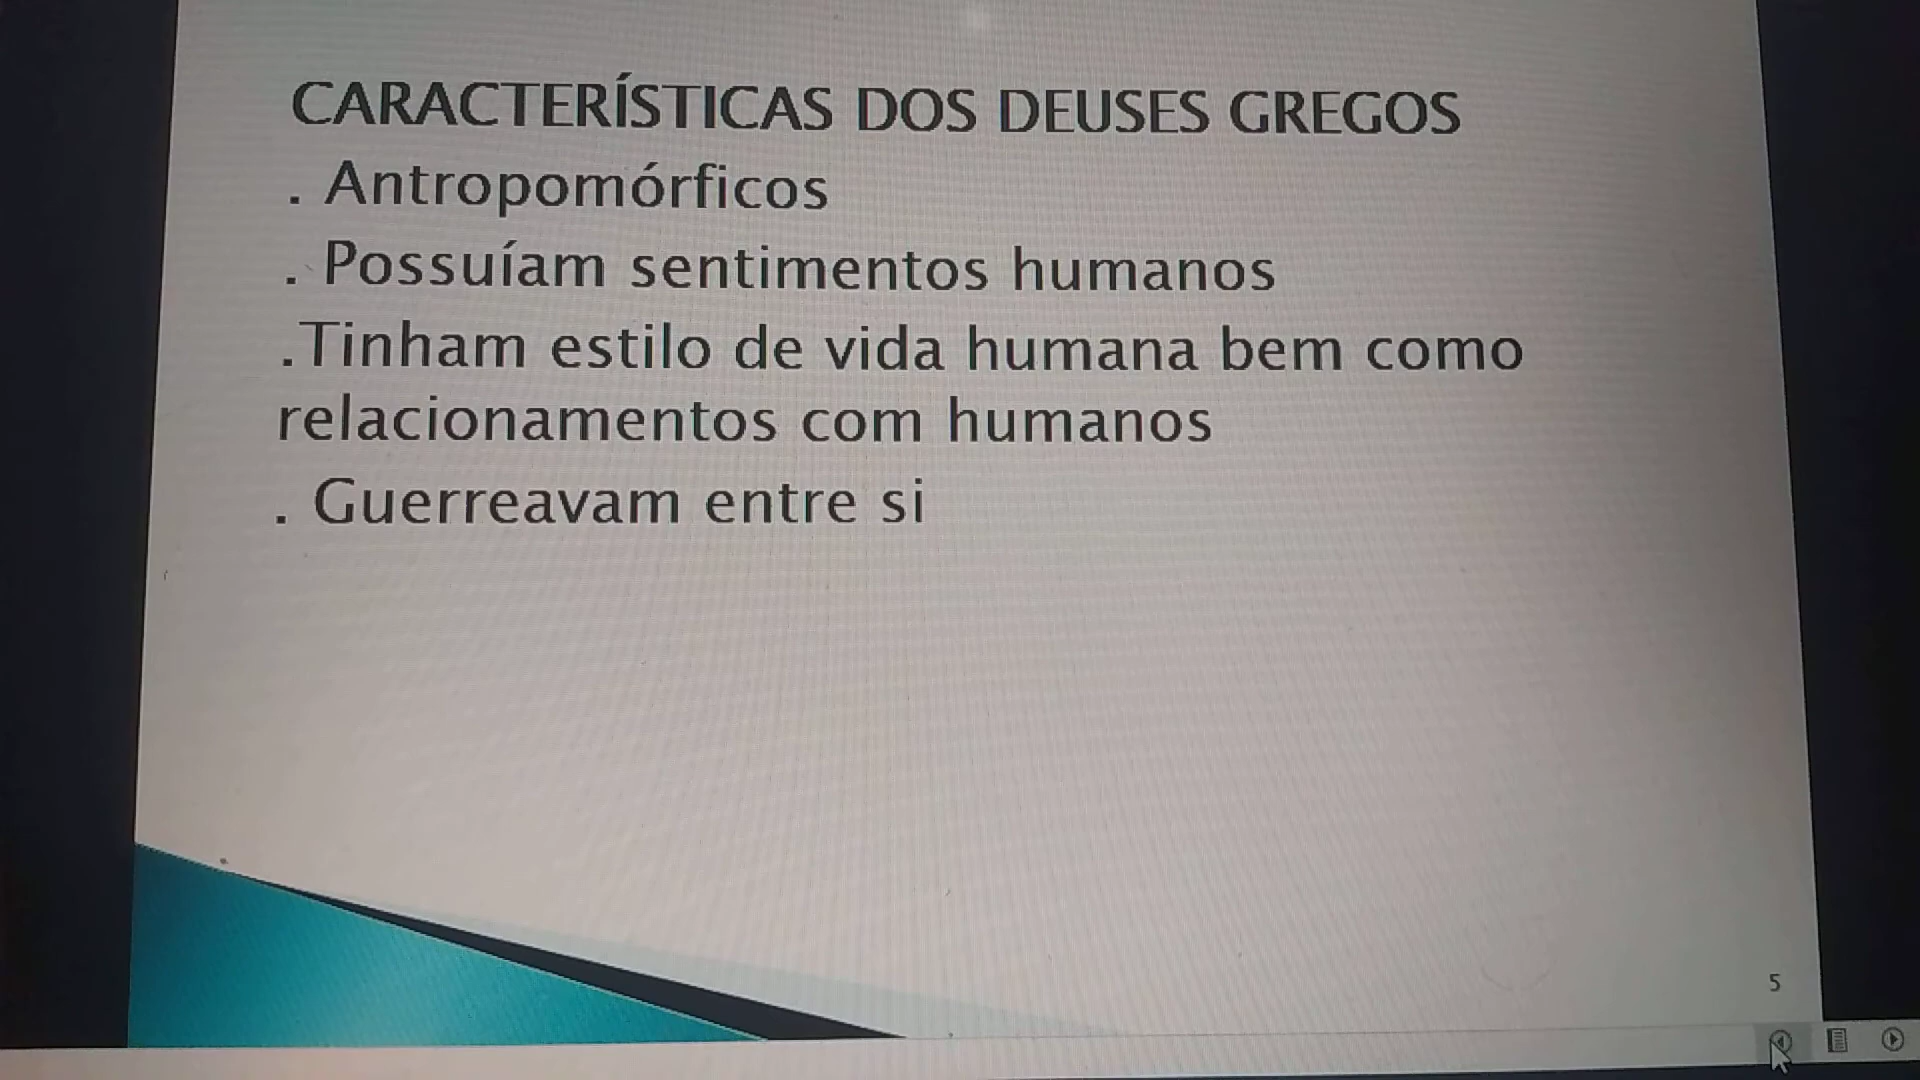 CARACTERÍSTICAS DOS DEUSES GREGOS
. Antropomórficos
. Possuíam sentimentos humanos
.Tinham estilo de vida humana bem como
relacionamentos com humanos
. Guerreavam entre si
5